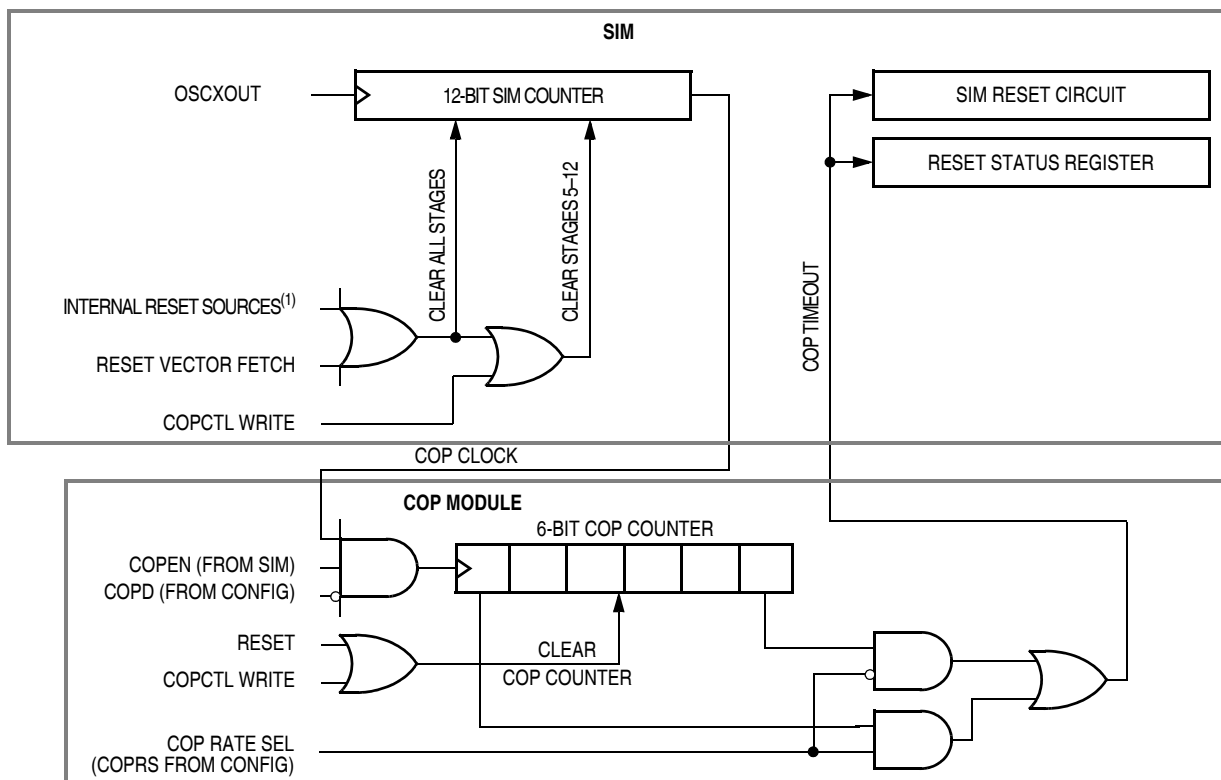 SIM
OSCXOUT
12-BIT SIM COUNTER
SIM RESET CIRCUIT
RESET STATUS REGISTER
CLEAR ALL STAGES
CLEAR STAGES 5–12
COP TIMEOUT
INTERNAL RESET SOURCES(1)
RESET VECTOR FETCH
COPCTL WRITE
COP CLOCK
COP MODULE
6-BIT COP COUNTER
COPEN (FROM SIM)
COPD (FROM CONFIG)
RESET
COPCTL WRITE
CLEAR
COP COUNTER
COP RATE SEL
(COPRS FROM CONFIG)